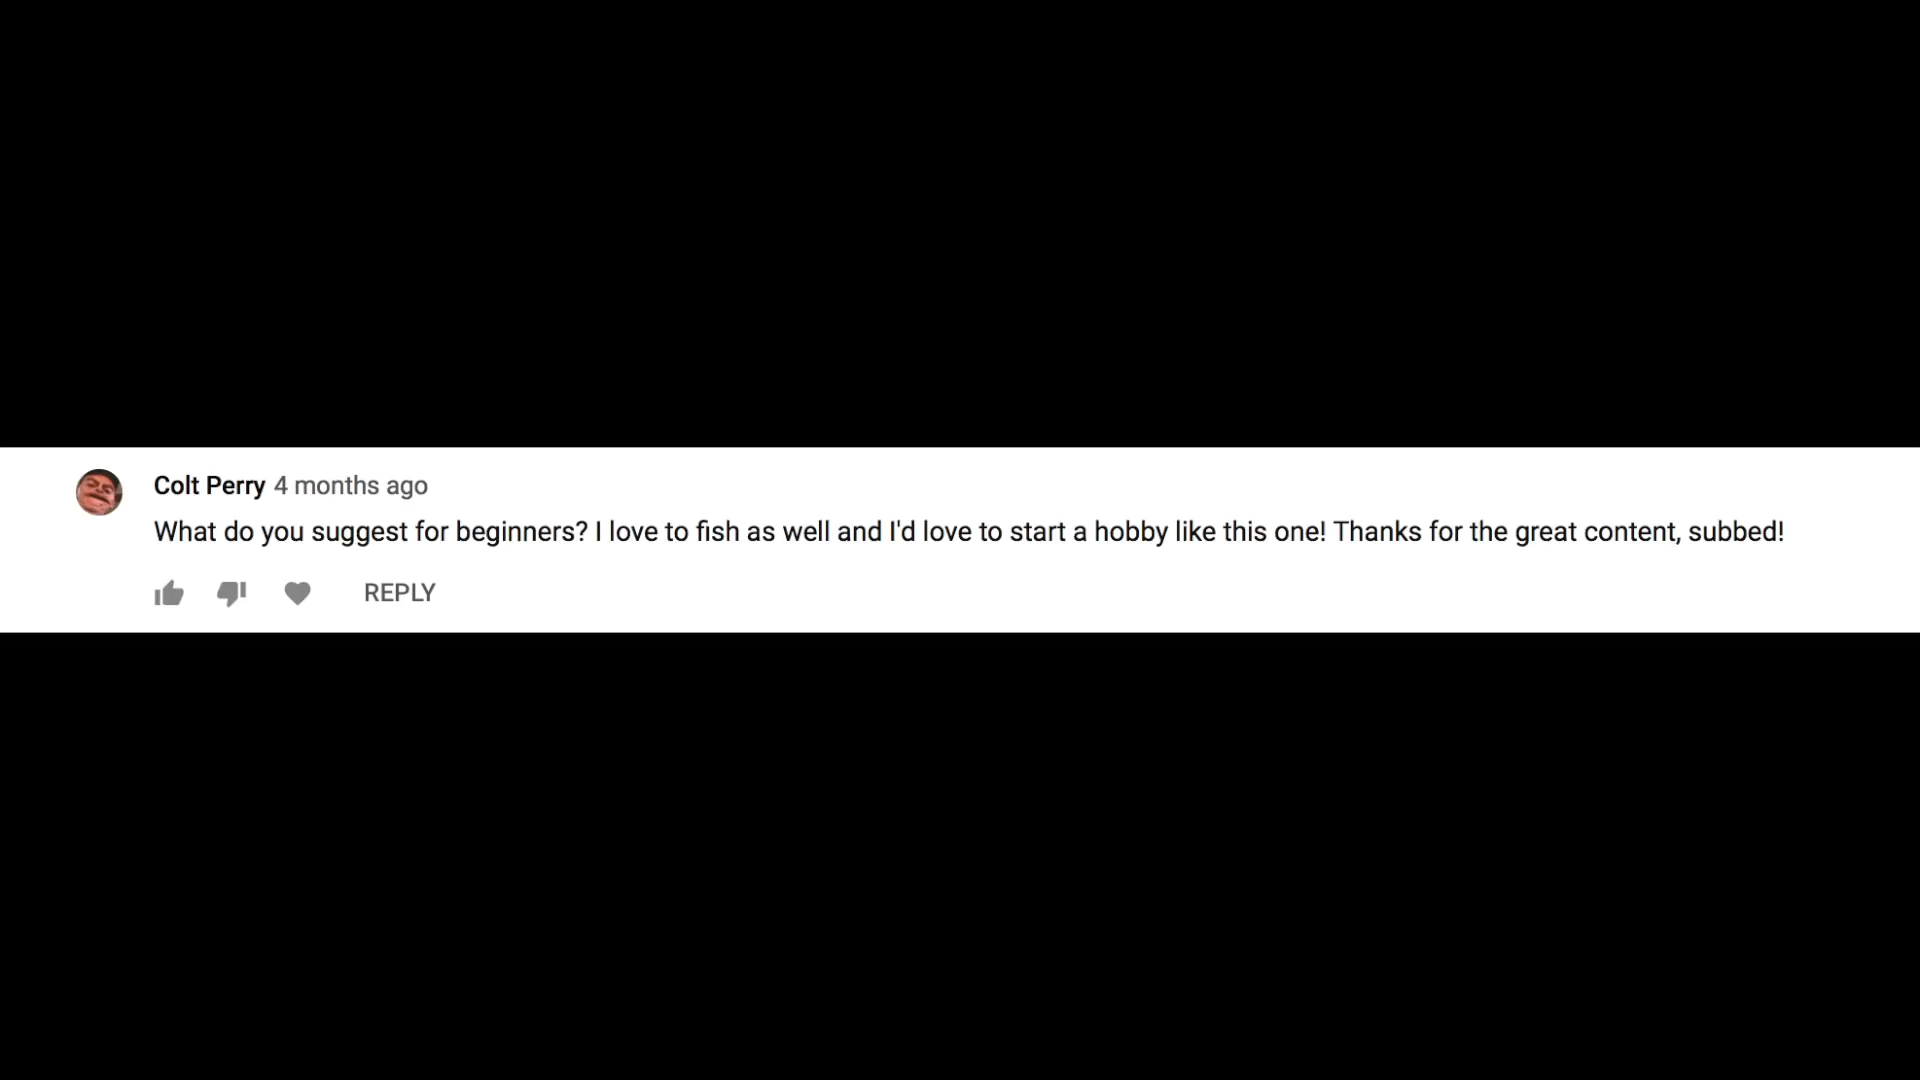 Colt Perry 4 months ago
What do you suggest for beginners? I love to fish as well and I'd love to start a hobby like this one! Thanks for the great content, subbed!
REPLY